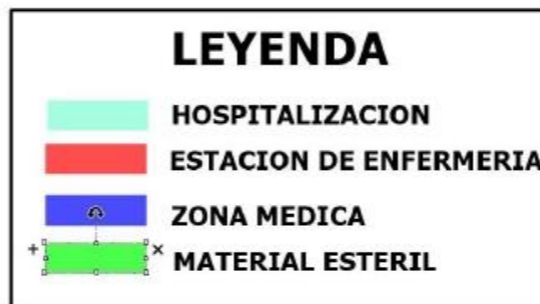 LEYENDA
HOSPITALIZACION
ESTACION DE ENFERMERIA
ZONA MEDICA
MATERIAL ESTERIL